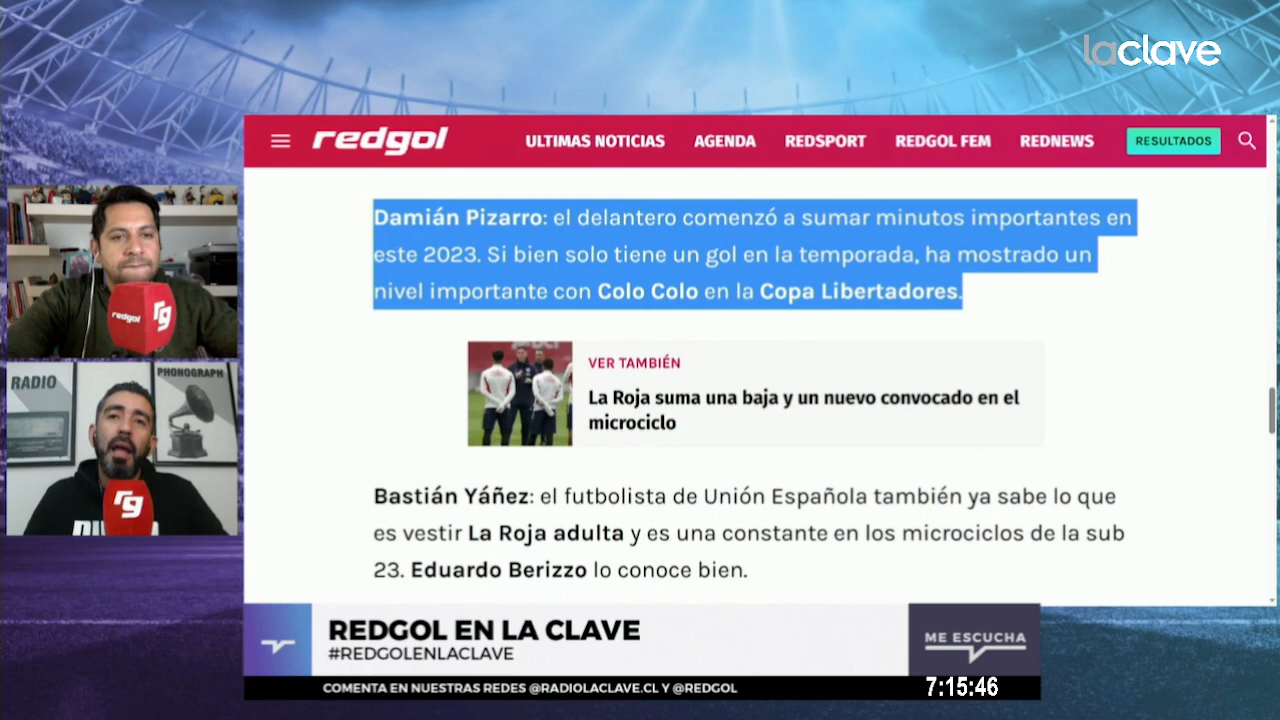 laclave
redgol
ULTIMAS NOTICIAS
AGENDA
REDSPORT
REDGOL FEM
REDNEWS
RESULTADOS
Damián Pizarro: el delantero comenzó a sumar minutos importantes en
este 2023. Si bien solo tiene un gol en la temporada, ha mostrado un
nivel importante con Colo Colo en la Copa Libertadores.
VER TAMBIÉN
La Roja suma una baja y un nuevo convocado en el
microciclo
Bastián Yáñez: el futbolista de Unión Española también ya sabe lo que
es vestir La Roja adulta y es una constante en los microciclos de la sub
23. Eduardo Berizzo lo conoce bien.
redgol
rg
RADIO
PHONOGRAPH
rg
REDGOL EN LA CLAVE
#REDGOLENLACLAVE
ME ESCUCHA
COMENTA EN NUESTRAS REDES @RADIOLACLAVE.CL Y @REDGOL
7:15:46